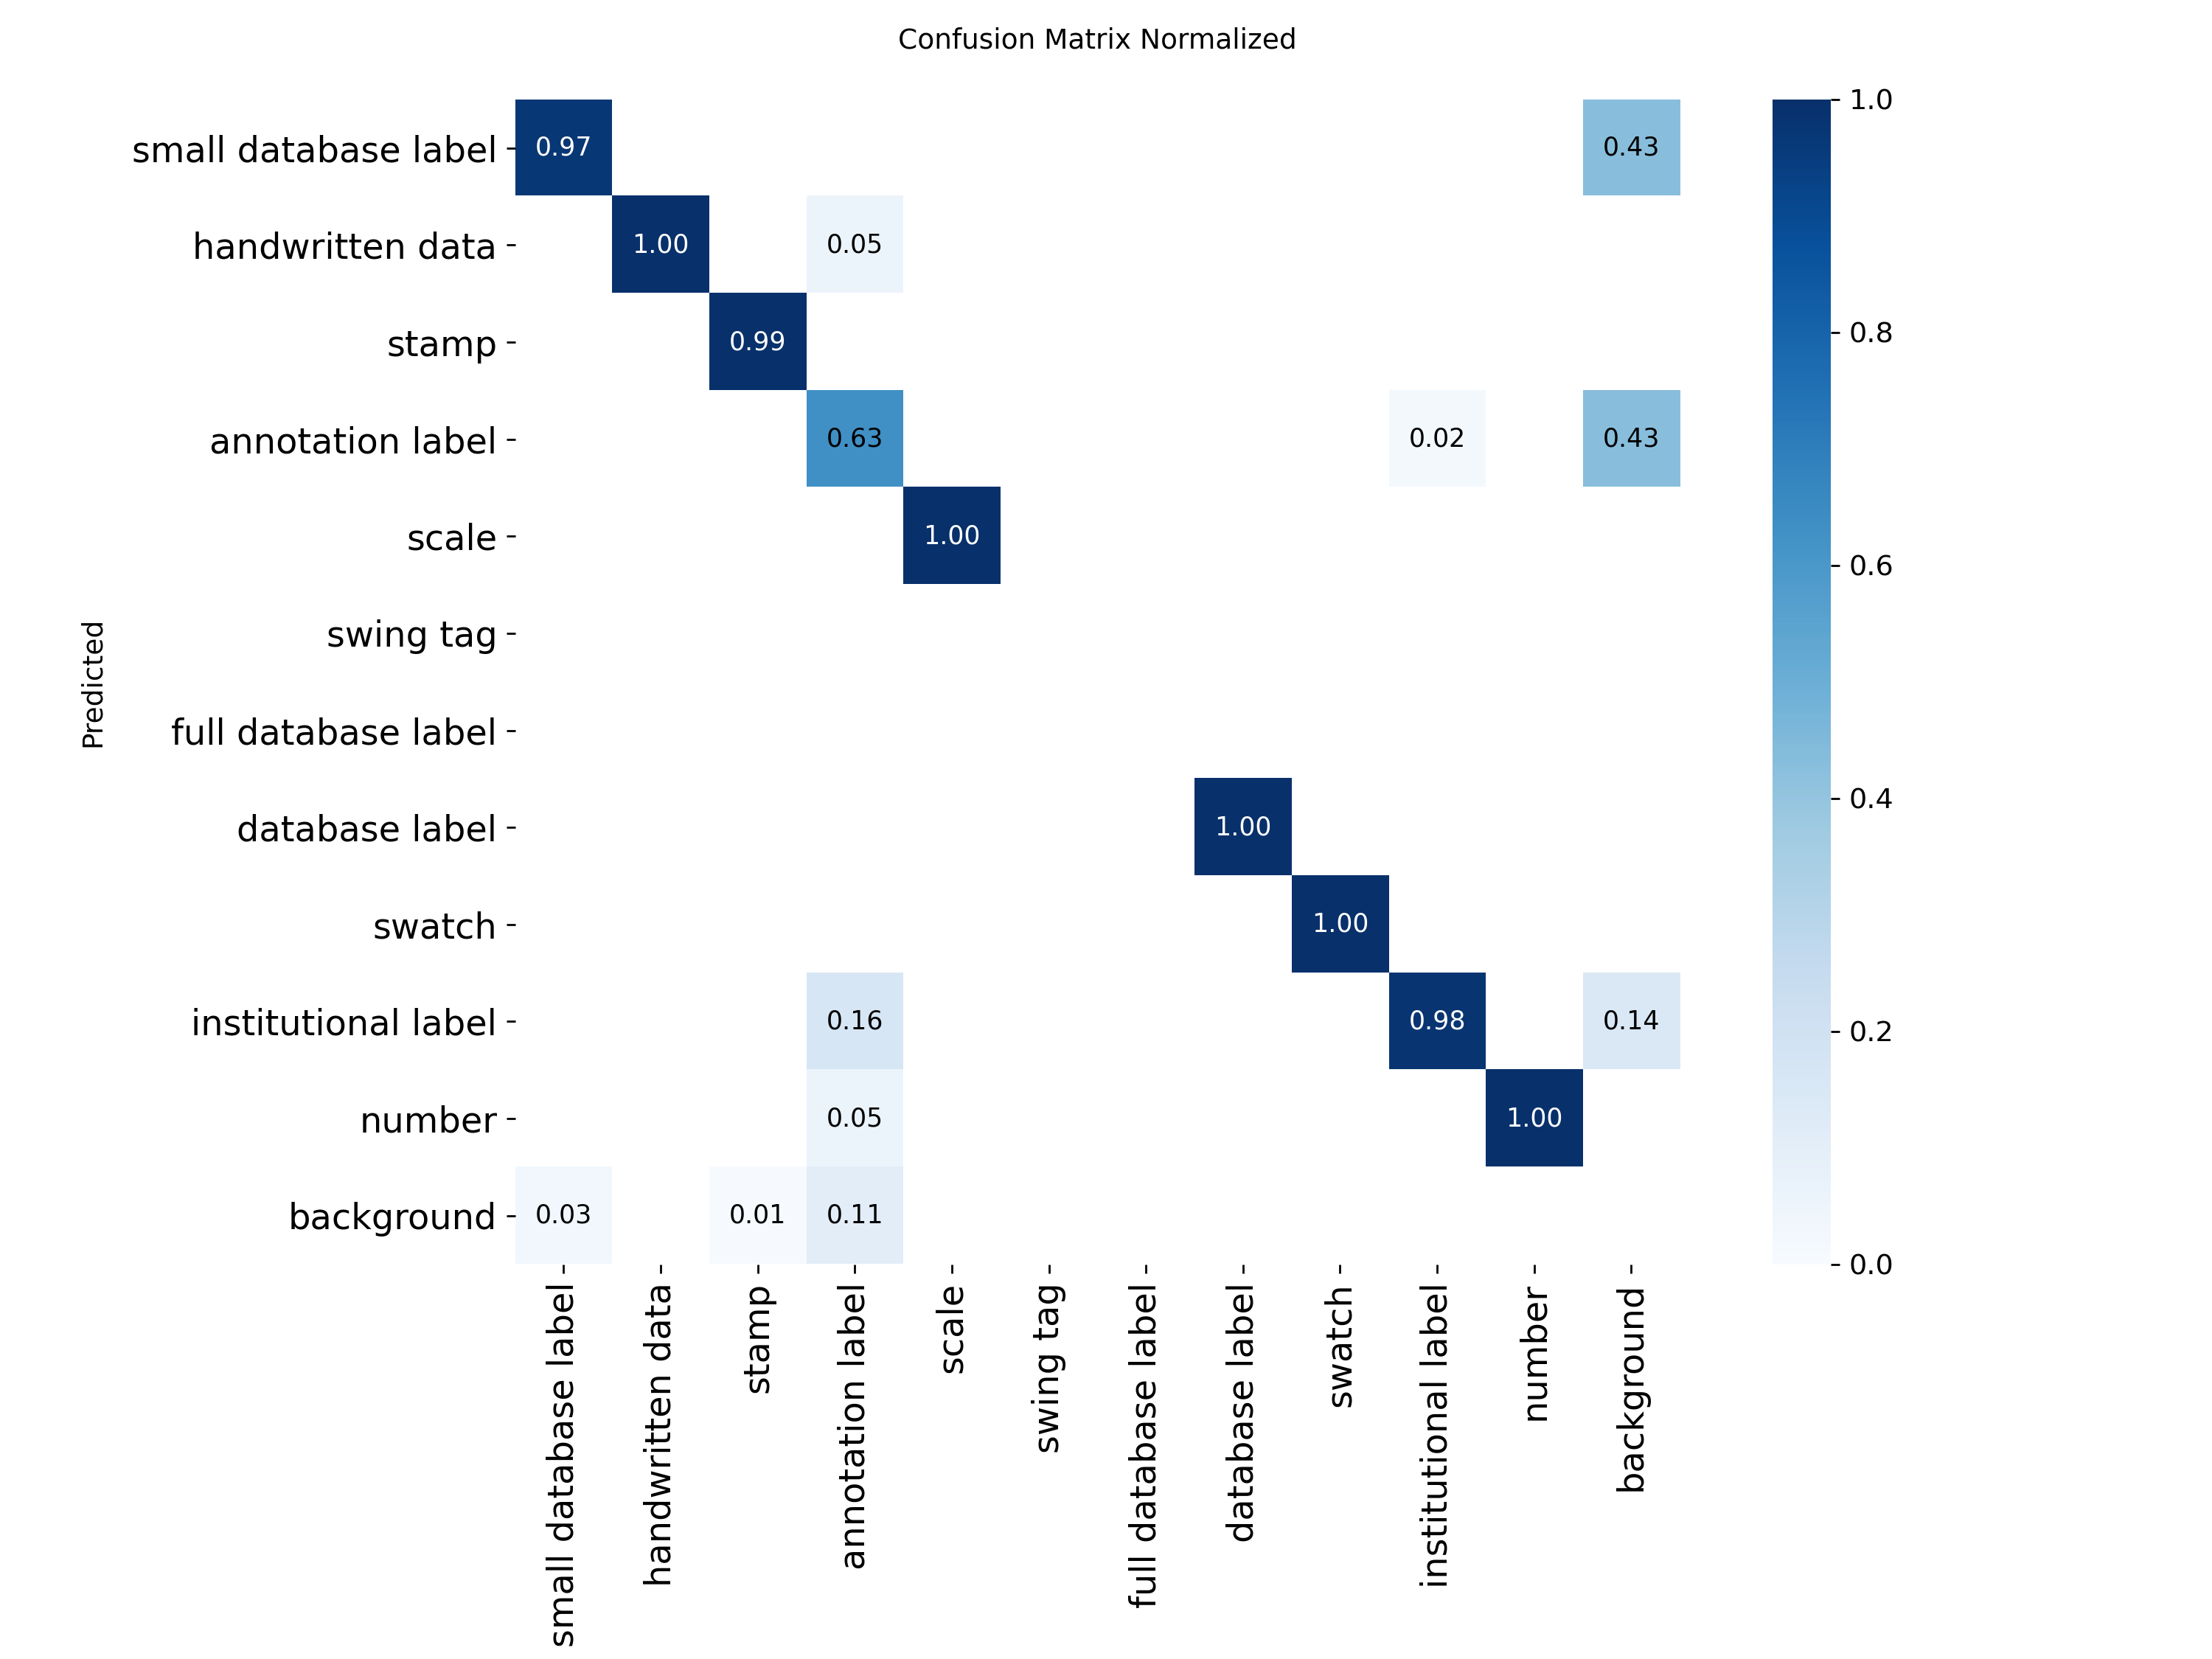 Confusion Matrix Normalized
small database label 0.97 0.43
handwritten data 1.00 0.05
stamp 0.99
annotation label 0.63 0.02 0.43
scale 1.00
swing tag
full database label
database label 1.00
swatch 1.00
institutional label 0.16 0.98 0.14
number 0.05 1.00
background 0.03 0.01 0.11
Predicted
small database label
handwritten data
stamp
annotation label
scale
swing tag
full database label
database label
swatch
institutional label
number
background
1.0
0.8
0.6
0.4
0.2
0.0